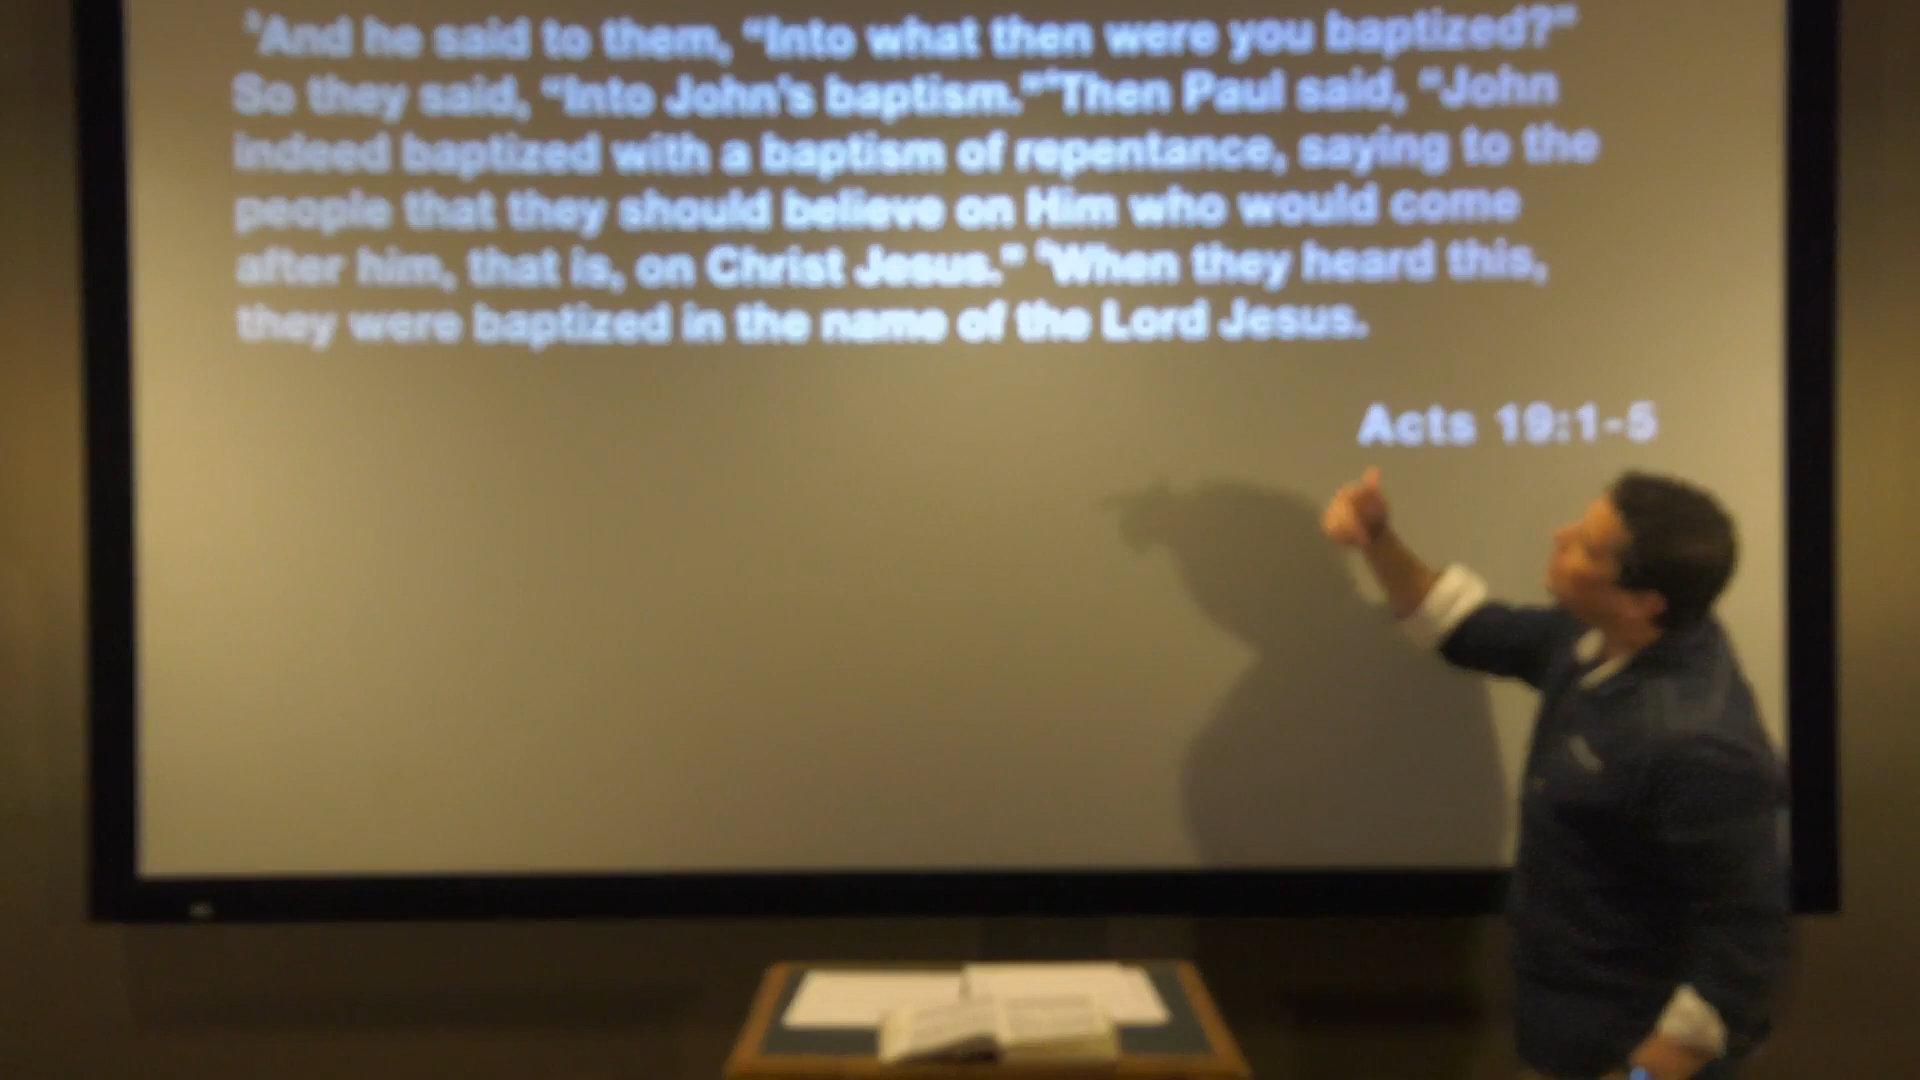 ³And he said to them, “Into what then were you baptized?”
So they said, “Into John’s baptism.” ⁴Then Paul said, “John
indeed baptized with a baptism of repentance, saying to the
people that they should believe on Him who would come
after him, that is, on Christ Jesus.” ⁵When they heard this,
they were baptized in the name of the Lord Jesus.
Acts 19:1-5